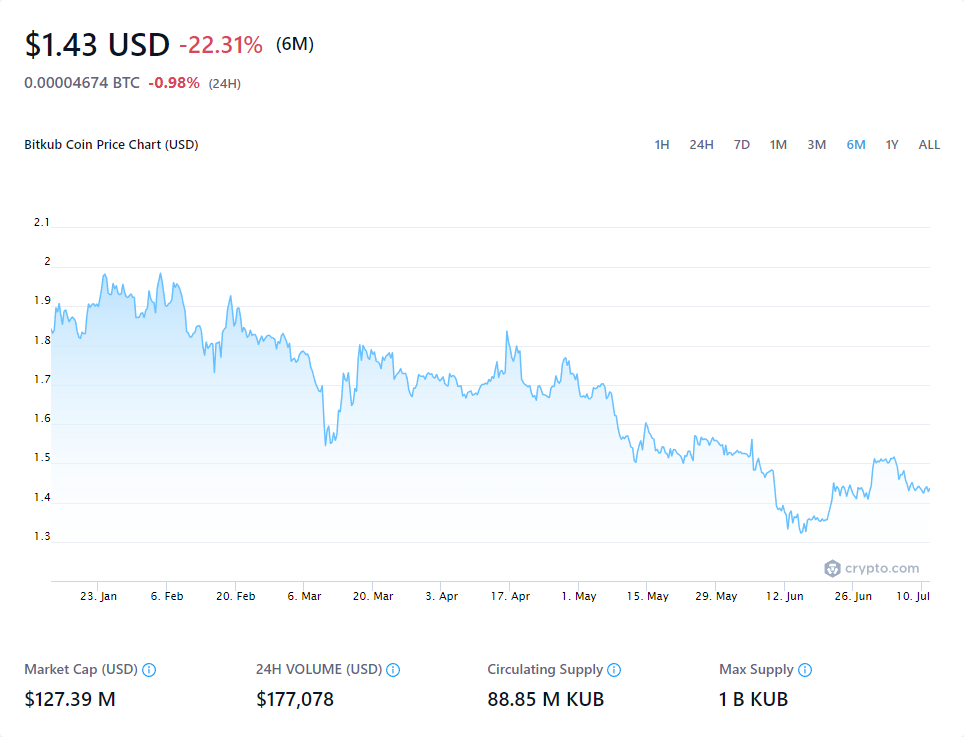 $1.43 USD -22.31% (6M)
0.00004674 BTC -0.98% (24H)
Bitkub Coin Price Chart (USD) 1H 24H 7D 1M 3M 6M 1Y ALL
2.1
2
1.9
1.8
1.7
1.6
1.5
1.4
1.3
crypto.com
23. Jan 6. Feb 20. Feb 6. Mar 20. Mar 3. Apr 17. Apr 1. May 15. May 29. May 12. Jun 26. Jun 10. Jul
Market Cap (USD) 24H VOLUME (USD) Circulating Supply Max Supply
$127.39 M $177,078 88.85 M KUB 1 B KUB